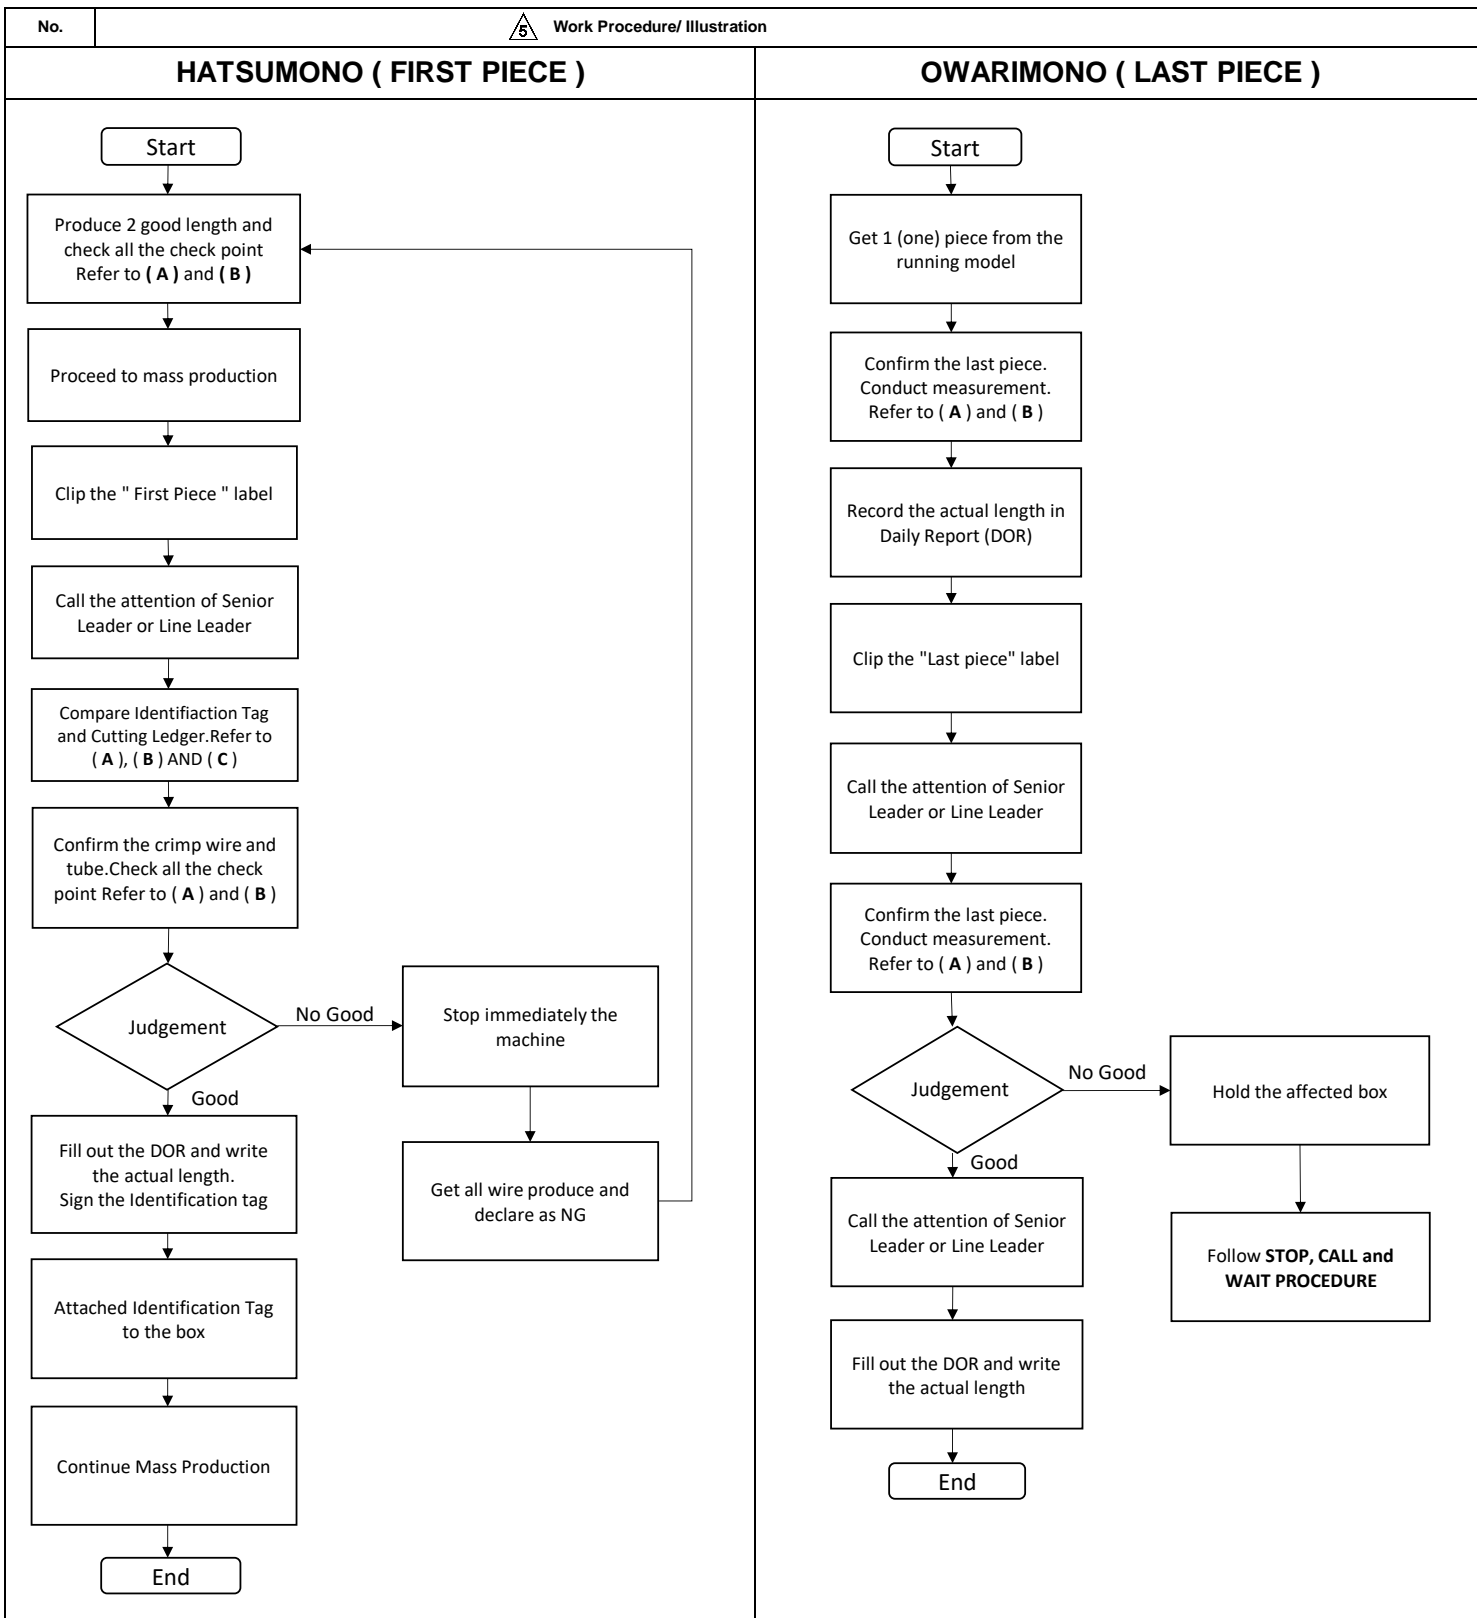 No.
5 Work Procedure/ Illustration
HATSUMONO ( FIRST PIECE )
Start
Produce 2 good length and
check all the check point
Refer to ( A ) and ( B )
Proceed to mass production
Clip the " First Piece " label
Call the attention of Senior
Leader or Line Leader
Compare Identifiaction Tag
and Cutting Ledger.Refer to
( A ), ( B ) AND ( C )
Confirm the crimp wire and
tube.Check all the check
point Refer to ( A ) and ( B )
Judgement
No Good
Stop immediately the
machine
Get all wire produce and
declare as NG
Good
Fill out the DOR and write
the actual length.
Sign the Identification tag
Attached Identification Tag
to the box
Continue Mass Production
End
OWARIMONO ( LAST PIECE )
Start
Get 1 (one) piece from the
running model
Confirm the last piece.
Conduct measurement.
Refer to ( A ) and ( B )
Record the actual length in
Daily Report (DOR)
Clip the "Last piece" label
Call the attention of Senior
Leader or Line Leader
Confirm the last piece.
Conduct measurement.
Refer to ( A ) and ( B )
Judgement
No Good
Hold the affected box
Follow STOP, CALL and
WAIT PROCEDURE
Good
Call the attention of Senior
Leader or Line Leader
Fill out the DOR and write
the actual length
End